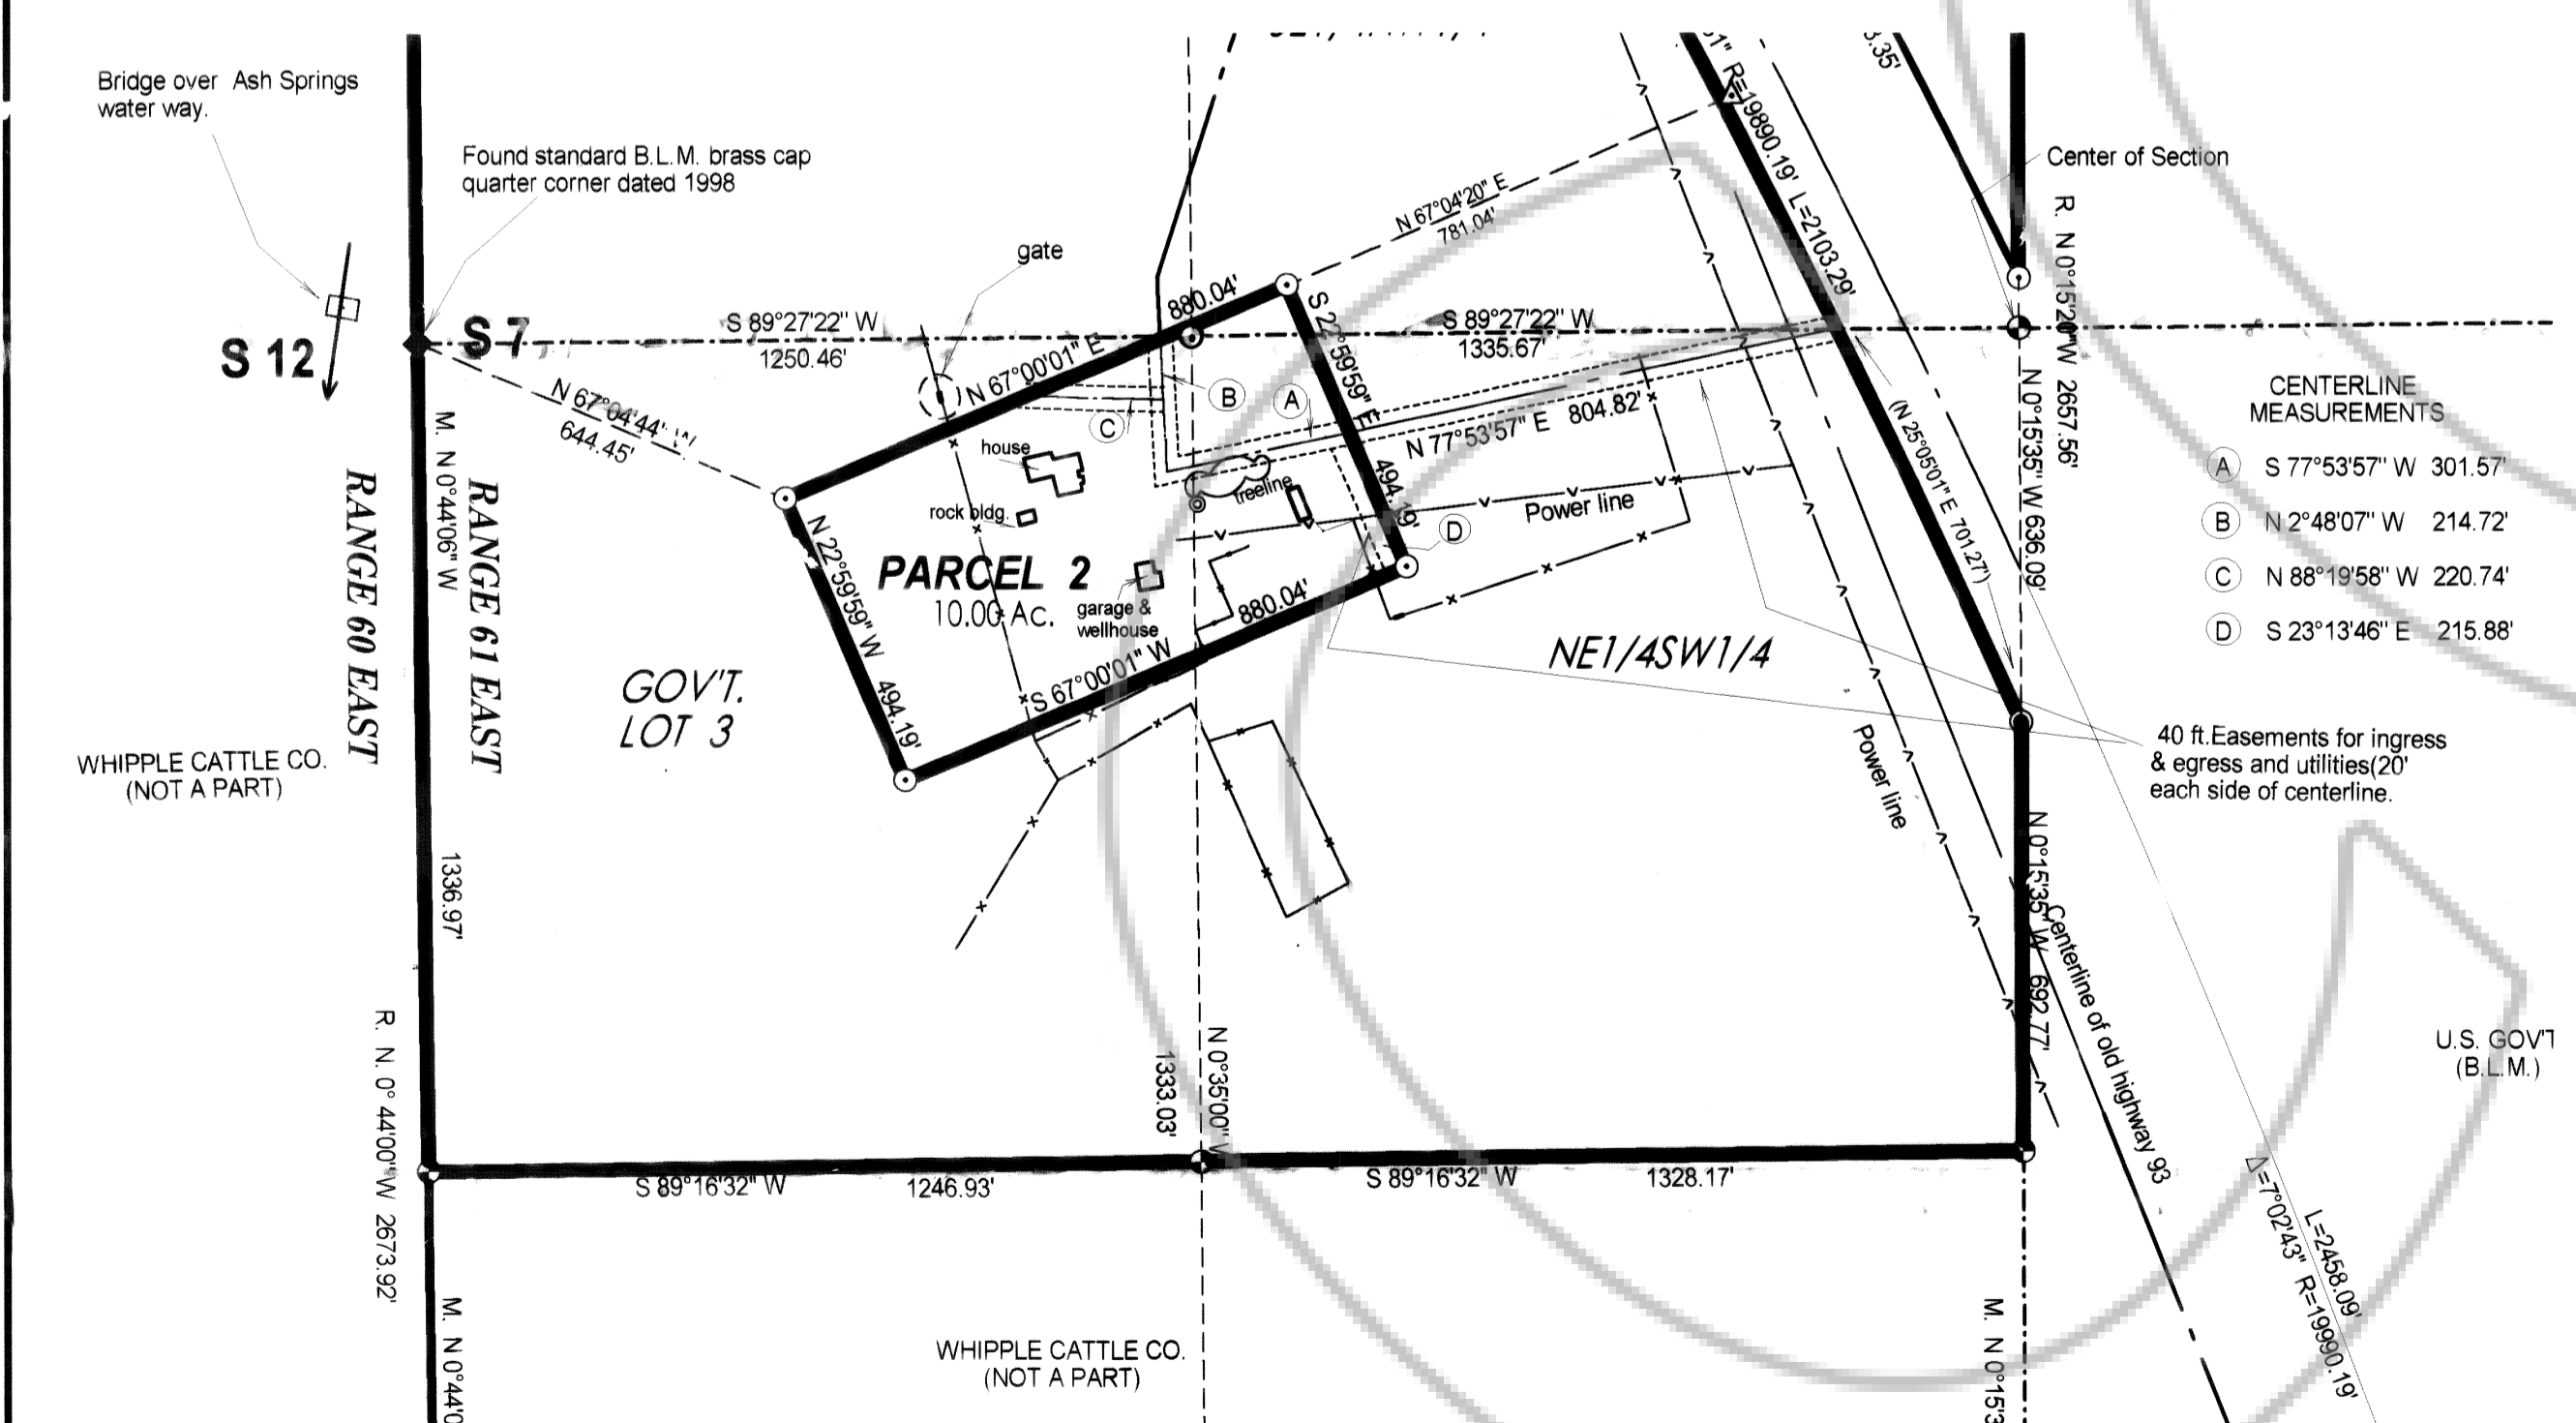 Bridge over Ash Springs
water way.
Found standard B.L.M. brass cap
quarter corner dated 1998
gate
S 12
S 7
S 89°27'22" W
1250.46'
N 67°04'44" W
644.45'
N 67°00'01" E
880.04'
S 22°59'59" E
494.19'
N 67°04'20" E
781.04'
S 89°27'22" W
1335.67'
R=19890.19' L=2103.29'
3.35'
Center of Section
R. N 0°15'20" W 2657.56'
N 0°15'35" W 636.09'
(N 25°05'01" E 701.27')
N 77°53'57" E 804.82'
A
B
C
D
house
rock bldg.
treeline
garage &
wellhouse
Power line
PARCEL 2
10.00 Ac.
N 22°59'59" W
494.19'
S 67°00'01" W
880.04'
CENTERLINE
MEASUREMENTS
A S 77°53'57" W 301.57'
B N 2°48'07" W 214.72'
C N 88°19'58" W 220.74'
D S 23°13'46" E 215.88'
M. N 0°44'06" W
1336.97'
RANGE 60 EAST
RANGE 61 EAST
GOV'T.
LOT 3
NE1/4SW1/4
WHIPPLE CATTLE CO.
(NOT A PART)
40 ft.Easements for ingress
& egress and utilities(20'
each side of centerline.
Power line
N 0°15'35" W 692.77'
Centerline of old highway 93
U.S. GOV'T
(B.L.M.)
R. N. 0° 44'00" W 2673.92'
N 0°35'00" W
1333.03'
S 89°16'32" W 1246.93'
S 89°16'32" W 1328.17'
L=2458.09'
Δ=7°02'43" R=19990.19'
M. N 0°44'0
WHIPPLE CATTLE CO.
(NOT A PART)
M. N 0°15'3